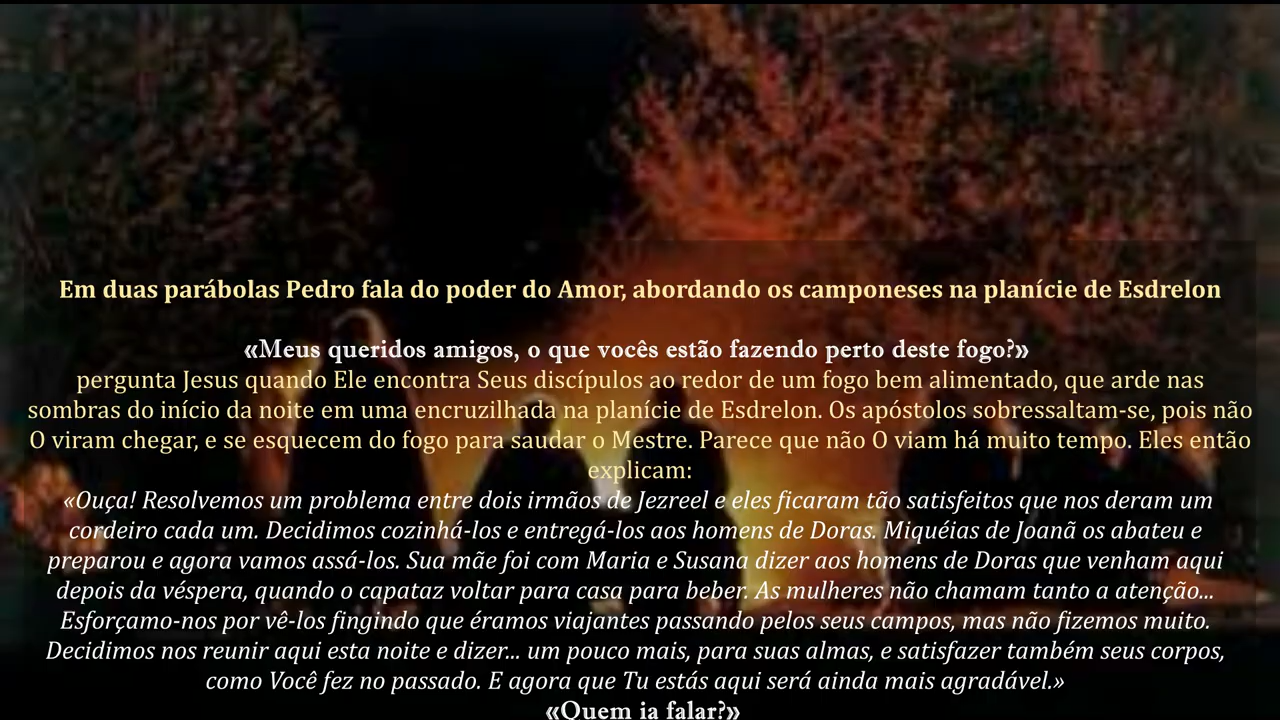 Em duas parábolas Pedro fala do poder do Amor, abordando os camponeses na planície de Esdrelon
«Meus queridos amigos, o que vocês estão fazendo perto deste fogo?»
pergunta Jesus quando Ele encontra Seus discípulos ao redor de um fogo bem alimentado, que arde nas
sombras do início da noite em uma encruzilhada na planície de Esdrelon. Os apóstolos sobressaltam-se, pois não
O viram chegar, e se esquecem do fogo para saudar o Mestre. Parece que não O viam há muito tempo. Eles então
explicam:
«Ouça! Resolvemos um problema entre dois irmãos de Jezreel e eles ficaram tão satisfeitos que nos deram um
cordeiro cada um. Decidimos cozinhá-los e entregá-los aos homens de Doras. Miquéias de Joanã os abateu e
preparou e agora vamos assá-los. Sua mãe foi com Maria e Susana dizer aos homens de Doras que venham aqui
depois da véspera, quando o capataz voltar para casa para beber. As mulheres não chamam tanto a atenção...
Esforçamo-nos por vê-los fingindo que éramos viajantes passando pelos seus campos, mas não fizemos muito.
Decidimos nos reunir aqui esta noite e dizer... um pouco mais, para suas almas, e satisfazer também seus corpos,
como Você fez no passado. E agora que Tu estás aqui será ainda mais agradável.»
«Quem ia falar?»